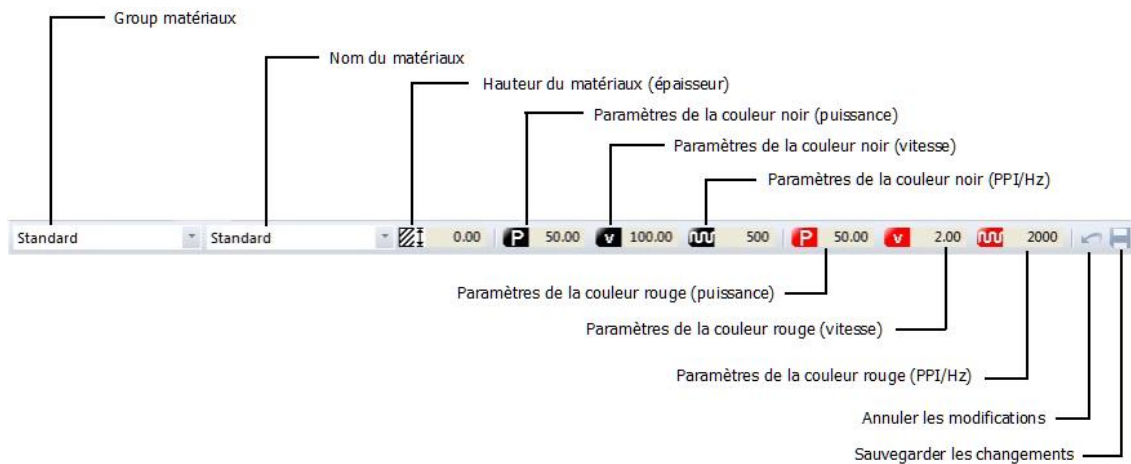 Group matériaux
Nom du matériaux
Hauteur du matériaux (épaisseur)
Paramètres de la couleur noir (puissance)
Paramètres de la couleur noir (vitesse)
Paramètres de la couleur noir (PPI/Hz)
Standard Standard 0.00 P 50.00 v 100.00 500 P 50.00 v 2.00 2000
Paramètres de la couleur rouge (puissance)
Paramètres de la couleur rouge (vitesse)
Paramètres de la couleur rouge (PPI/Hz)
Annuler les modifications
Sauvegarder les changements